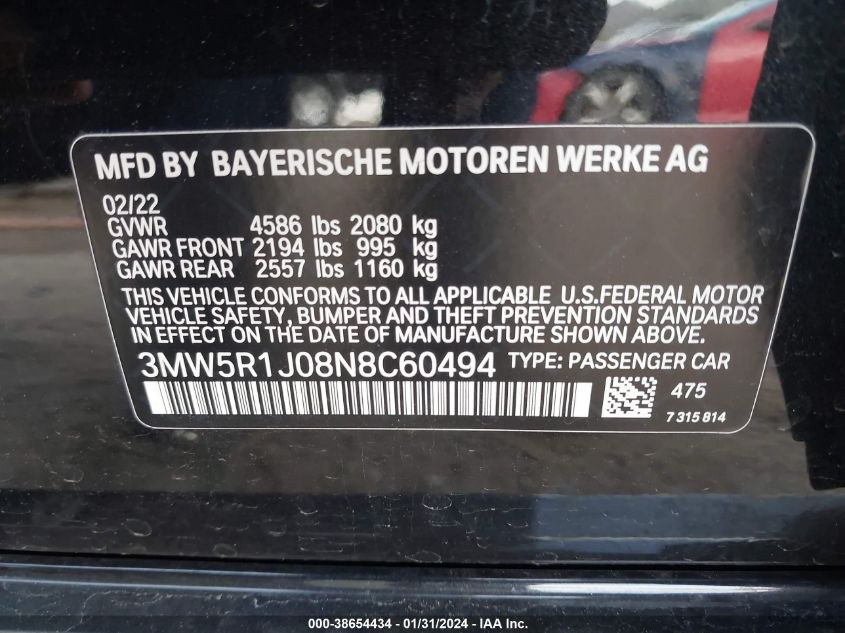 MFD BY BAYERISCHE MOTOREN WERKE AG
02/22
GVWR 4586 lbs 2080 kg
GAWR FRONT 2194 lbs 995 kg
GAWR REAR 2557 lbs 1160 kg
THIS VEHICLE CONFORMS TO ALL APPLICABLE U.S.FEDERAL MOTOR
VEHICLE SAFETY, BUMPER AND THEFT PREVENTION STANDARDS
IN EFFECT ON THE DATE OF MANUFACTURE SHOWN ABOVE.
3MW5R1J08N8C60494 TYPE: PASSENGER CAR
475
7 315 814
000-38654434 - 01/31/2024 - IAA Inc.